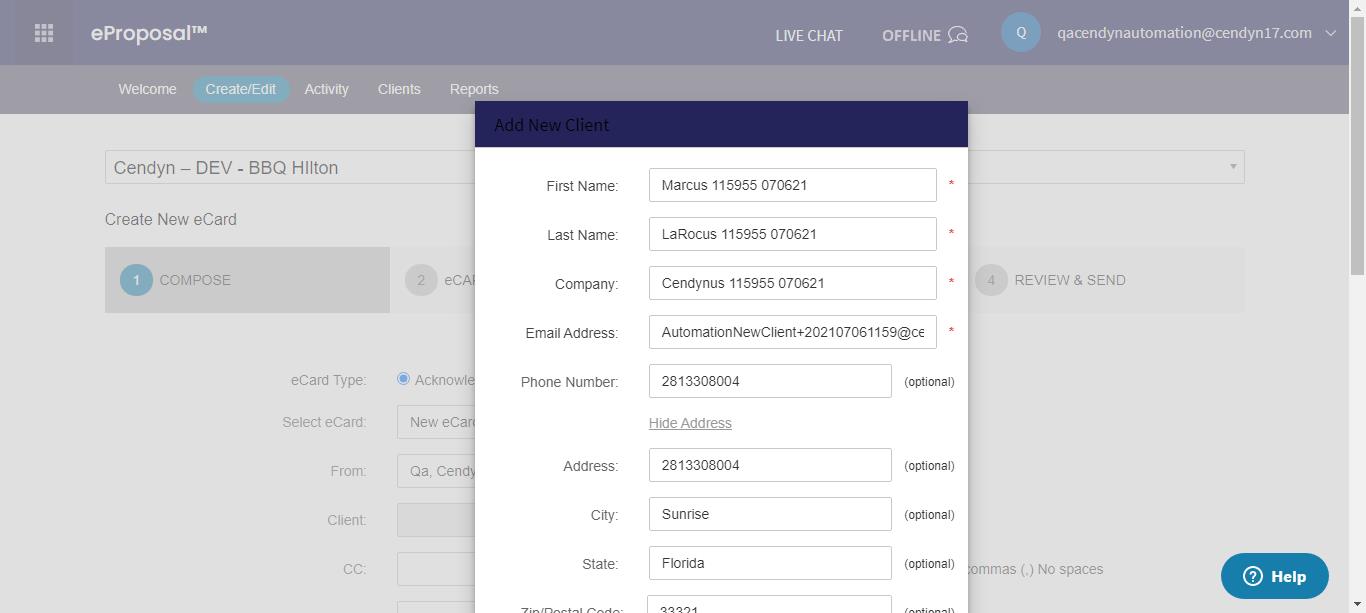 eProposal™
LIVE CHAT
OFFLINE
Q
qacendynautomation@cendyn17.com
Welcome
Create/Edit
Activity
Clients
Reports
Cendyn – DEV - BBQ HIlton
Create New eCard
1 COMPOSE
2 eCA
4 REVIEW & SEND
Add New Client
First Name: Marcus 115955 070621 *
Last Name: LaRocus 115955 070621 *
Company: Cendynus 115955 070621 *
Email Address: AutomationNewClient+202107061159@ce *
Phone Number: 2813308004 (optional)
Hide Address
Address: 2813308004 (optional)
City: Sunrise (optional)
State: Florida (optional)
Zip/Postal Code: 33321 (optional)
eCard Type: Acknowle
Select eCard: New eCar
From: Qa, Cendy
Client:
CC: commas (,) No spaces
Help